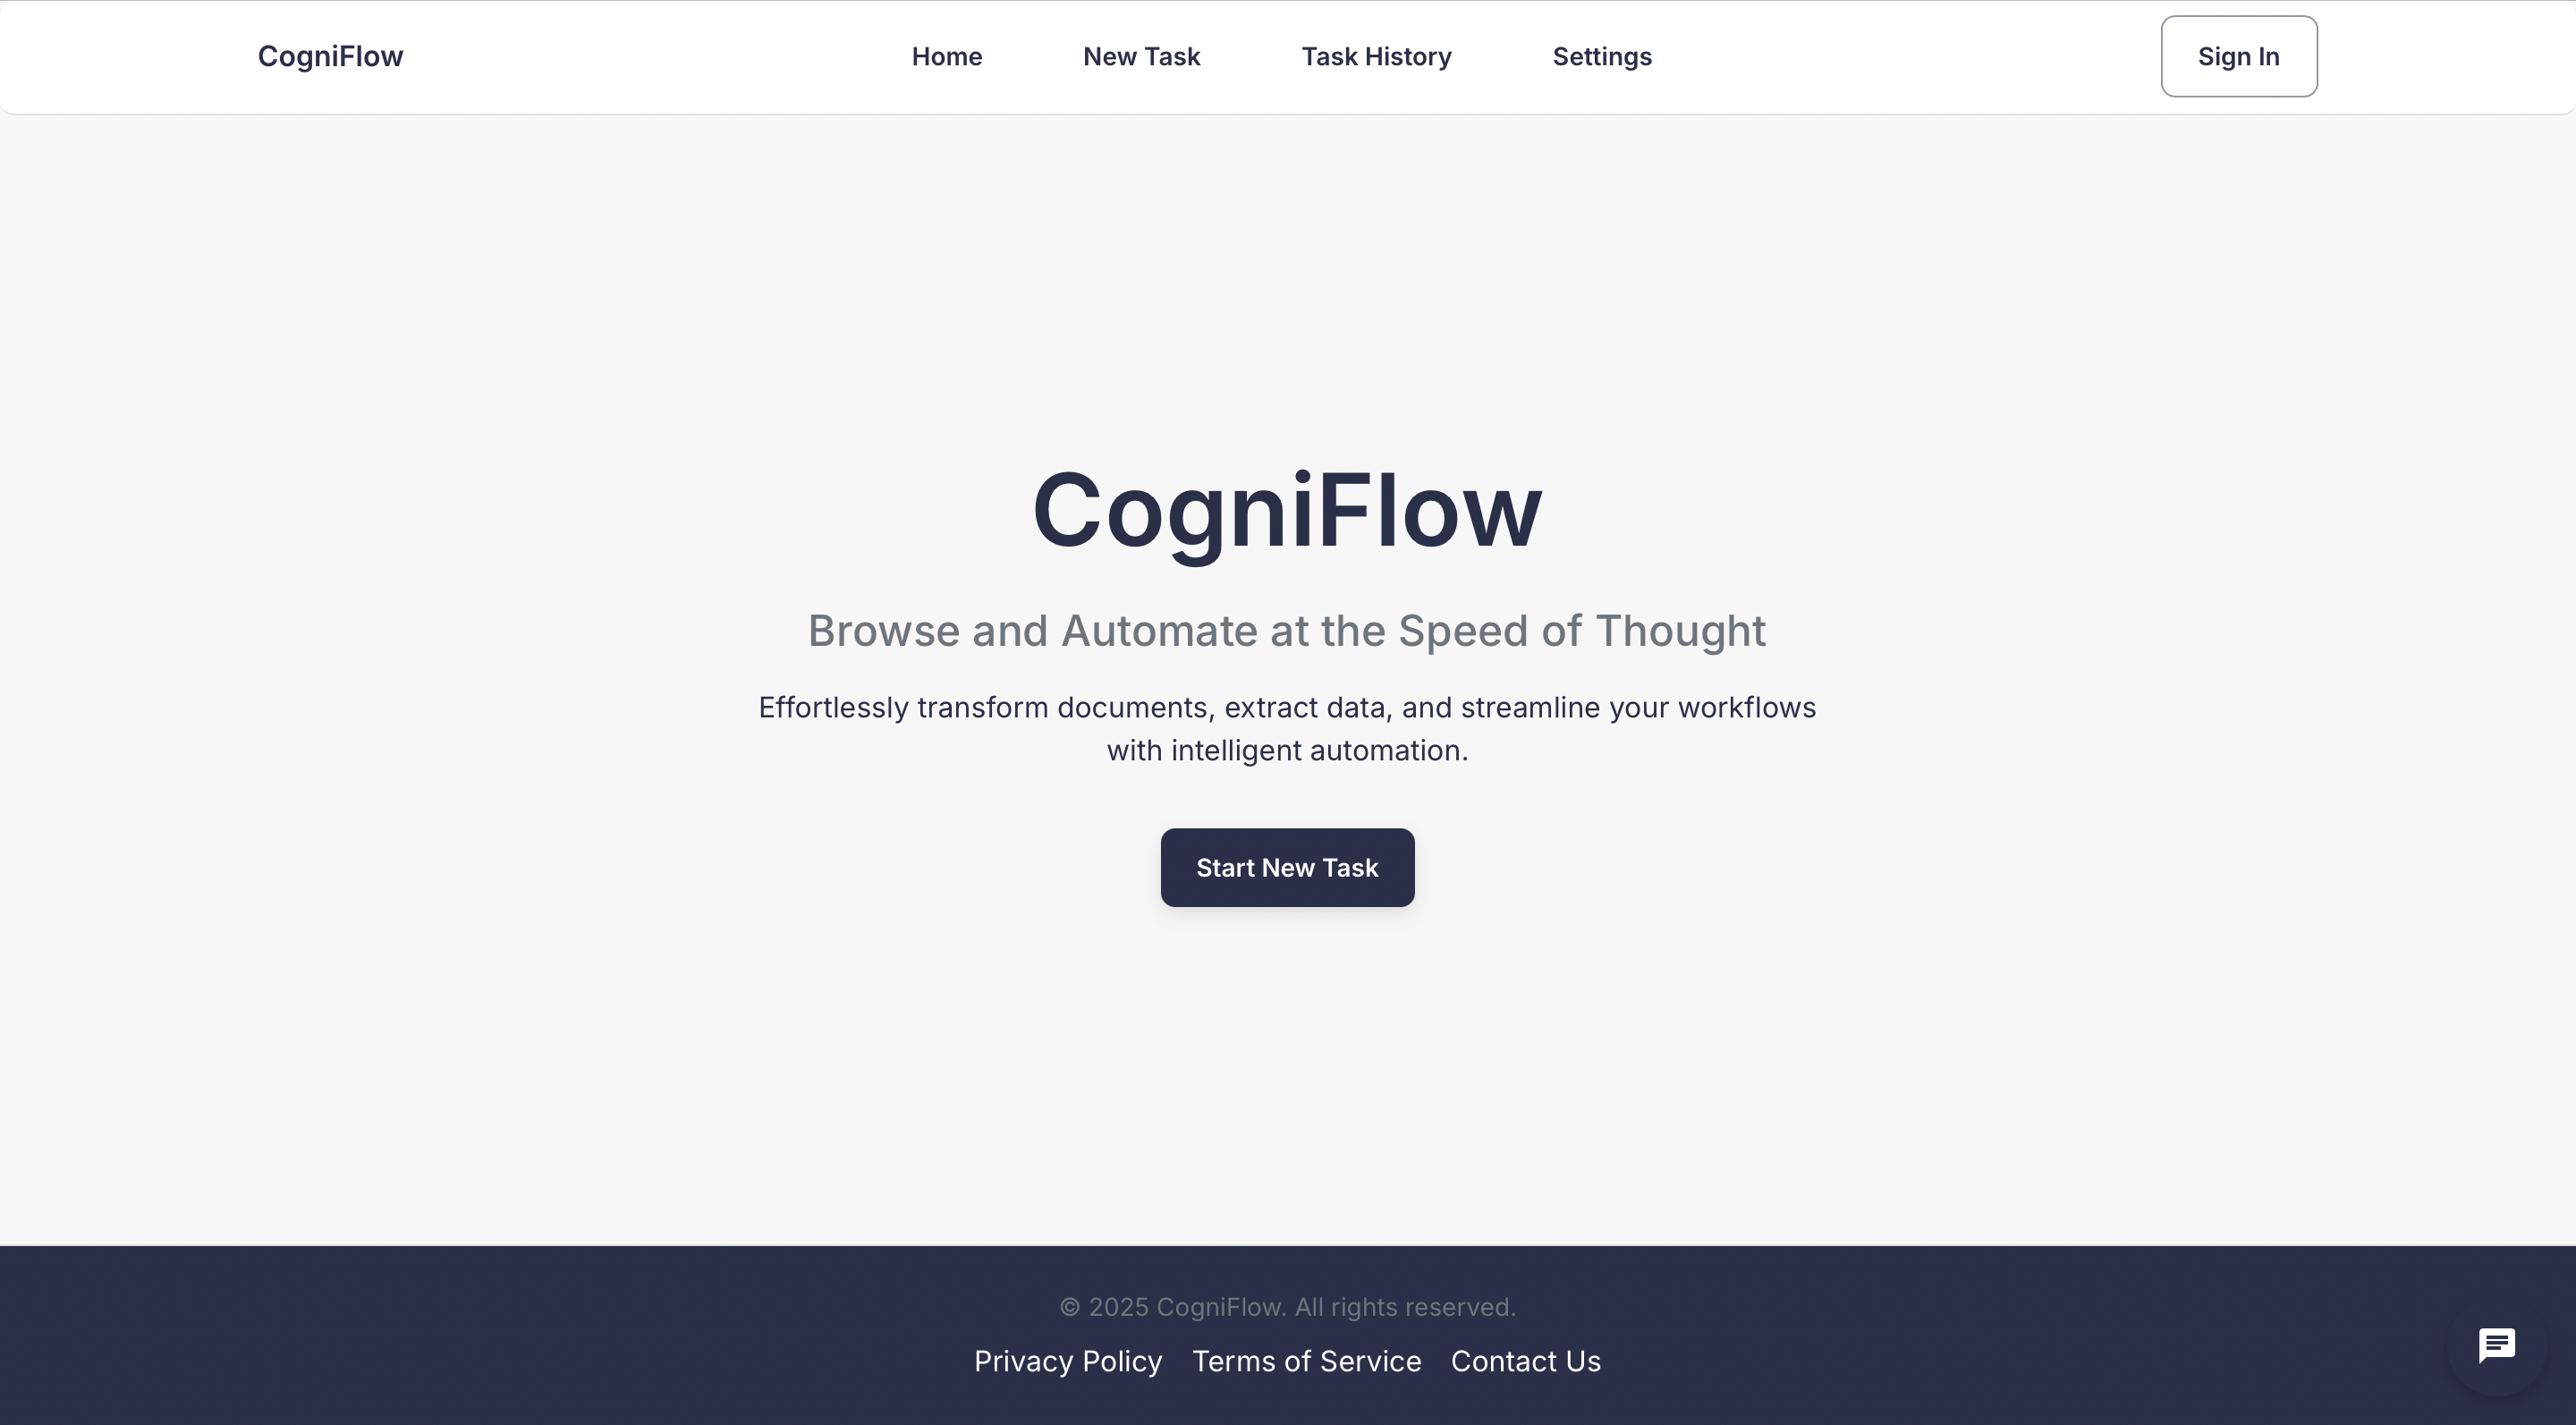 CogniFlow
Home
New Task
Task History
Settings
Sign In
CogniFlow
Browse and Automate at the Speed of Thought
Effortlessly transform documents, extract data, and streamline your workflows
with intelligent automation.
Start New Task
© 2025 CogniFlow. All rights reserved.
Privacy Policy
Terms of Service
Contact Us